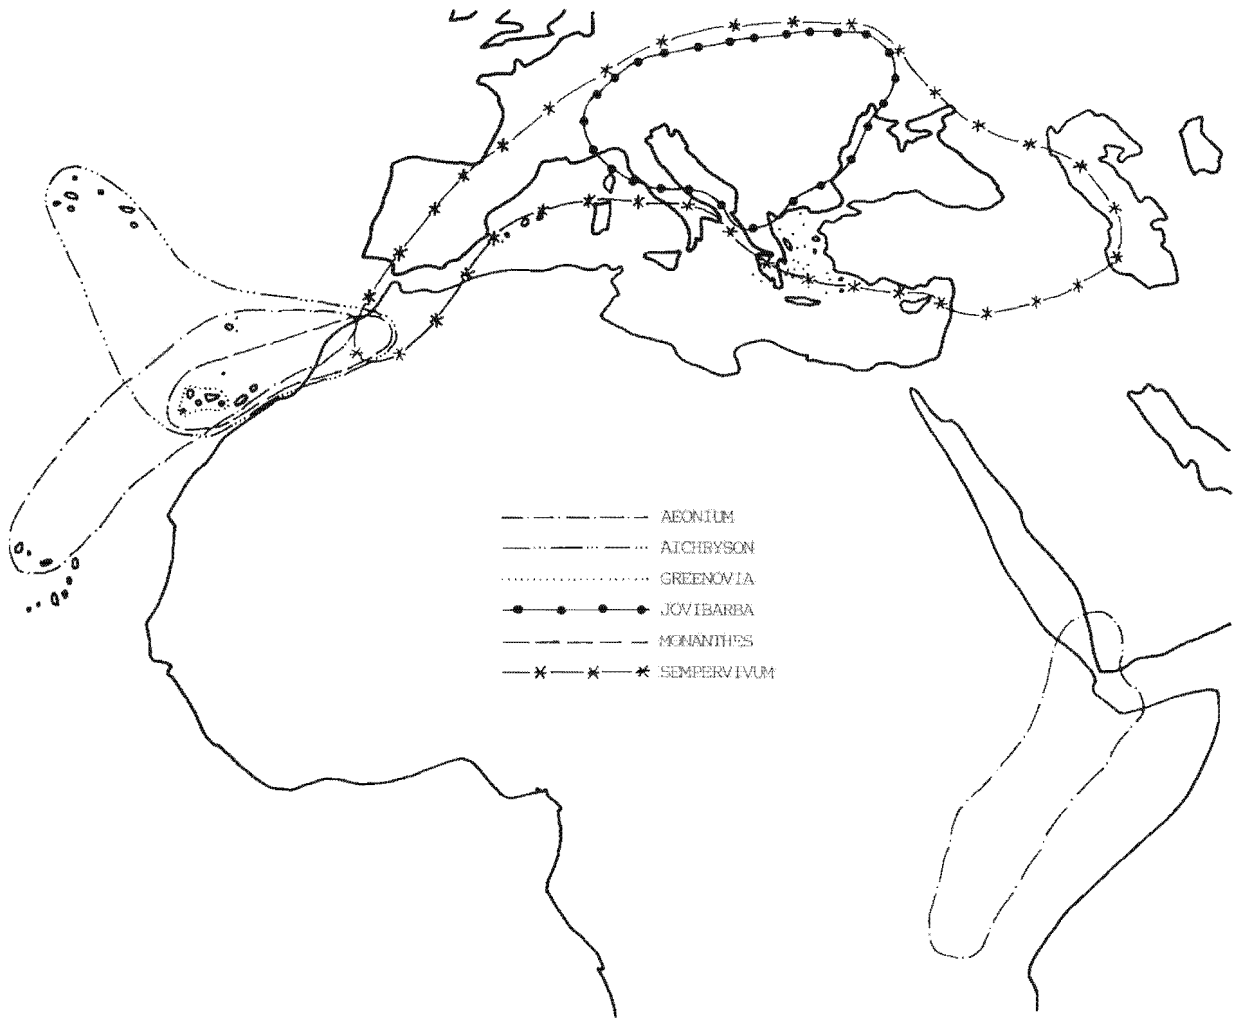 AEONIUM
AICHRYSON
GREENOVIA
JOVIBARBA
MONANTHES
SEMPERVIVUM